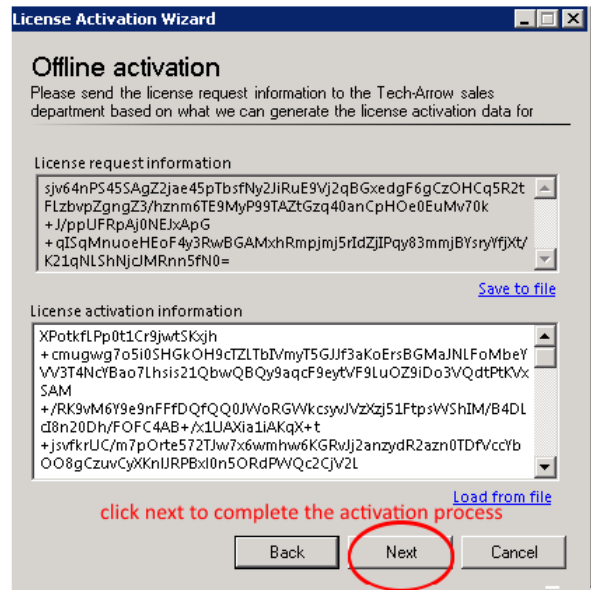 License Activation Wizard
Offline activation
Please send the license request information to the Tech-Arrow sales
department based on what we can generate the license activation data for
License request information
sjv64nPS45SAgZ2jae45pTbsfNy2JiRuE9Vj2qBGxedgF6gCzOHCq5R2t
FLzbvpZgngZ3/hznm6TE9MyP99TAZtGzq40anCpHOe0EuMv70k
+J/ppUFRpAj0NEJxApG
+qISqMnuoeHEoF4y3RwBGAMxhRmpjmj5rIdZjIPqy83mmjBYsryYfjXt/
K21qNLShNjcJMRnn5fN0=
Save to file
License activation information
XPotkfLPp0t1Cr9jwtSKxjh
+cmugwg7o5i0SHGkOH9cTZLTbIVmyT5GJJf3aKoErsBGMaJNLFoMbeY
VV3T4NcYBao7Lhsis21QbwQBQy9aqcF9eytVF9LuOZ9iDo3VQdtPtKVx
SAM
+/RK9vM6Y9e9nFFfDQfQQ0JWoRGWkcsywJVzXzj51FtpsWShIM/B4DL
cI8n20Dh/FOFC4AB+/x1UAXia1iAKqX+t
+jsvfkrUC/m7pOrte572TJw7x6wmhw6KGRvJj2anzydR2azn0TDfVccYb
OO8gCzuvCyXKnIJRPBxI0n5ORdPWQc2CjV2L
Load from file
click next to complete the activation process
Back
Next
Cancel